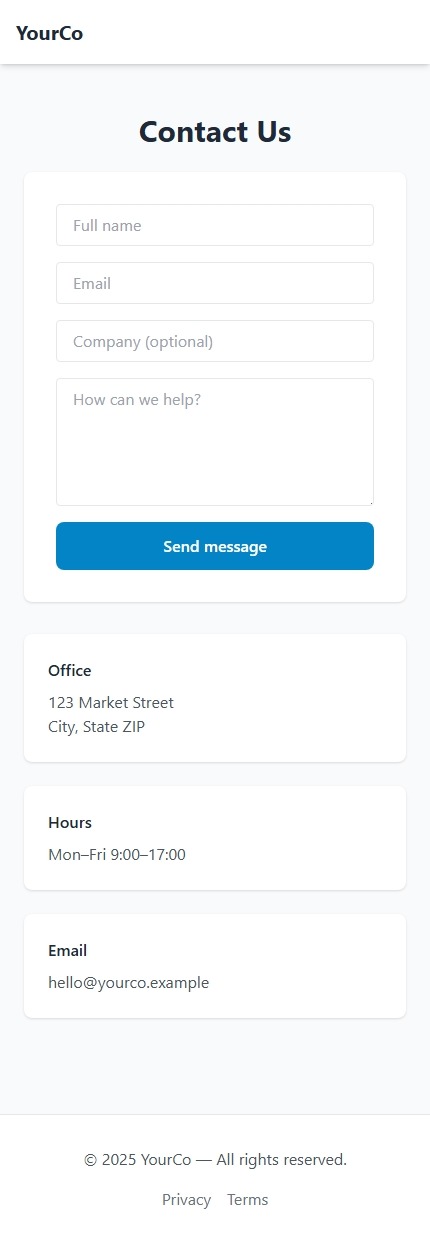 YourCo
Contact Us
Full name
Email
Company (optional)
How can we help?
Send message
Office
123 Market Street
City, State ZIP
Hours
Mon–Fri 9:00–17:00
Email
hello@yourco.example
© 2025 YourCo — All rights reserved.
Privacy Terms